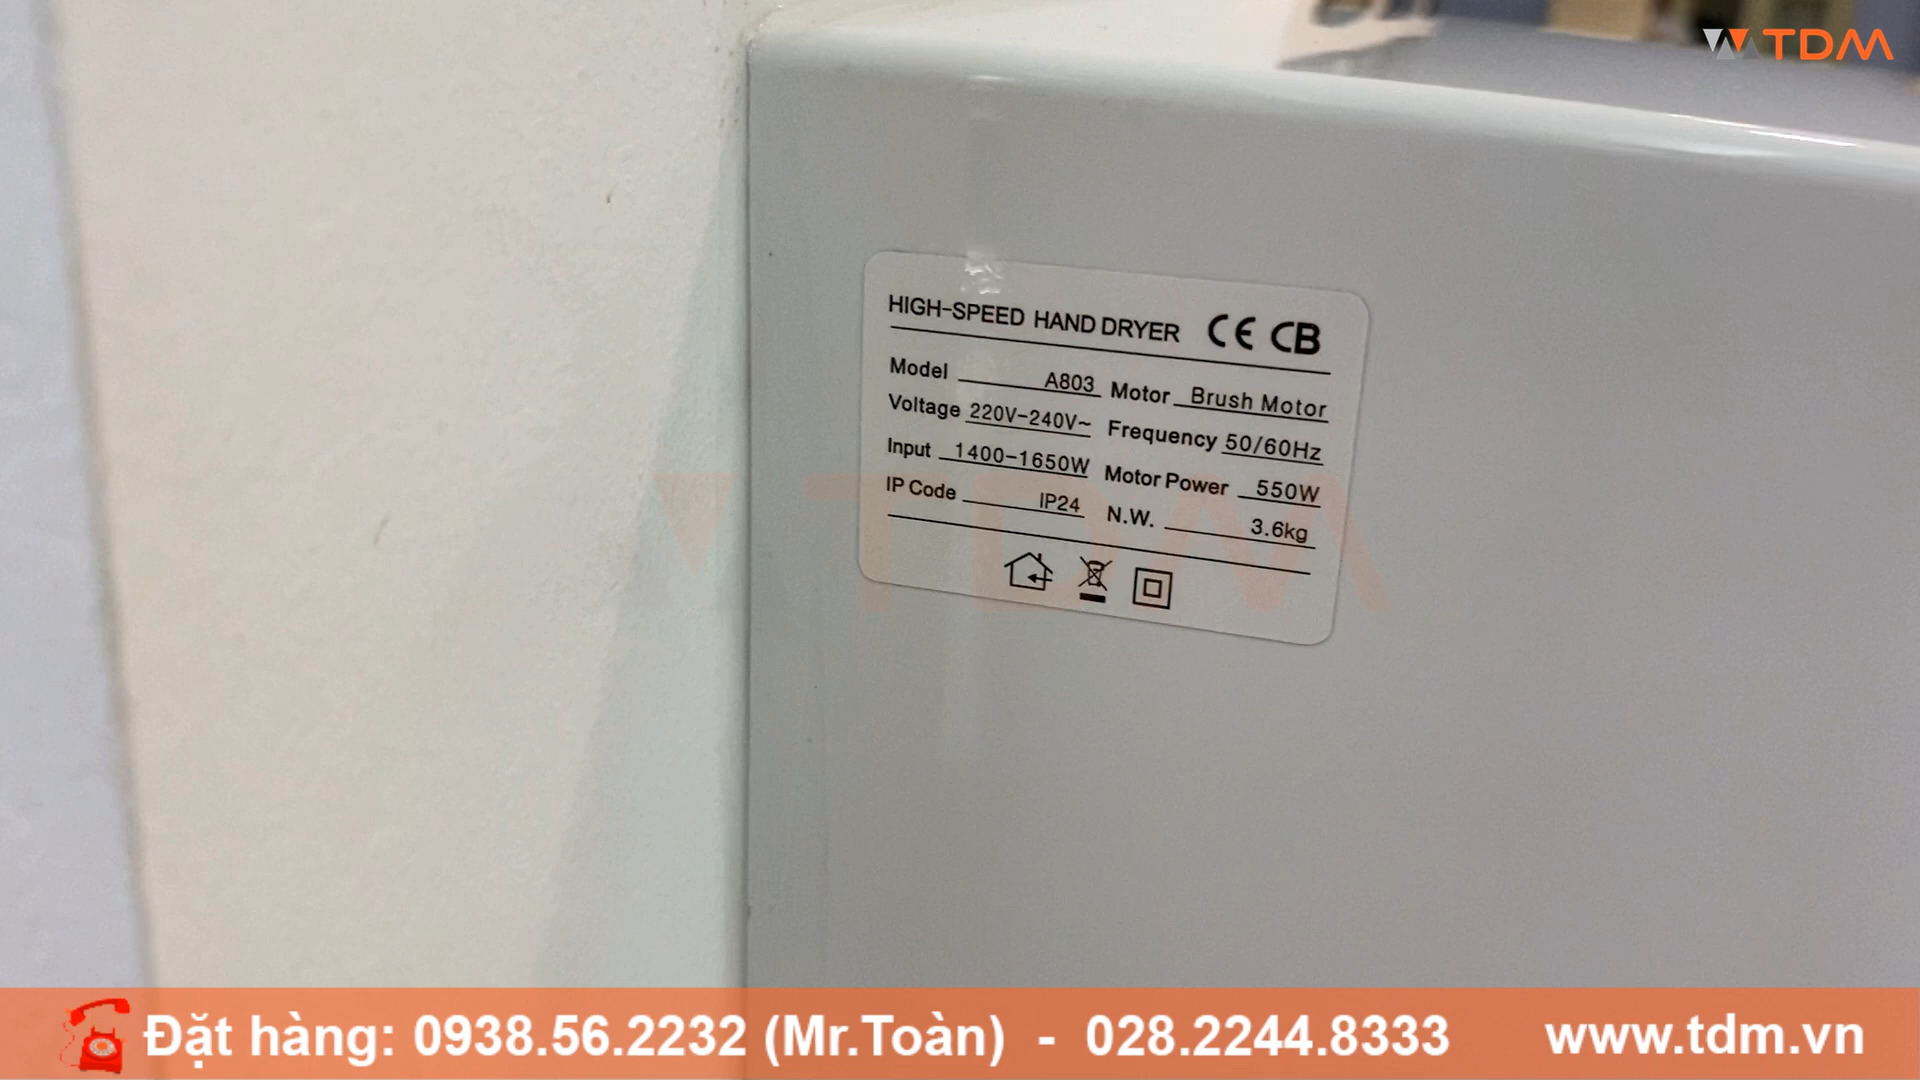 TDM
HIGH-SPEED HAND DRYER CE CB
Model A803 Motor Brush Motor
Voltage 220V-240V~ Frequency 50/60Hz
Input 1400-1650W Motor Power 550W
IP Code IP24 N.W. 3.6kg
TDM
Đặt hàng: 0938.56.2232 (Mr.Toàn) - 028.2244.8333 www.tdm.vn